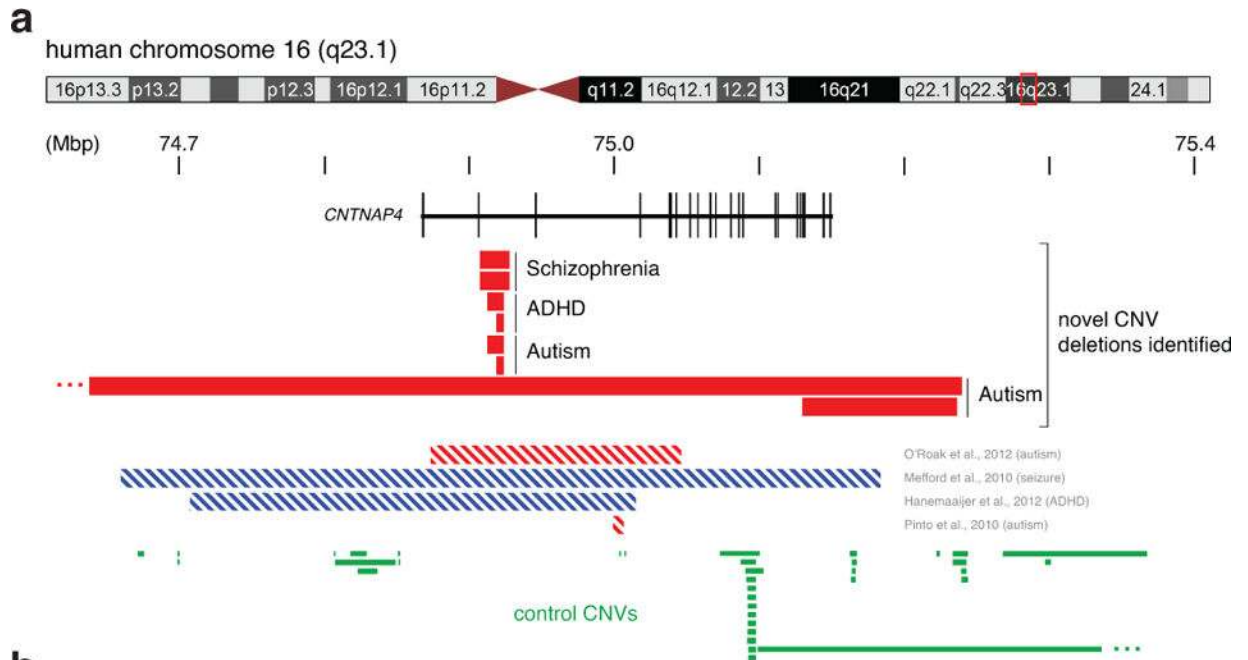 a
human chromosome 16 (q23.1)
16p13.3 p13.2 p12.3 16p12.1 16p11.2 q11.2 16q12.1 12.2 13 16q21 q22.1 q22.3 16q23.1 24.1
(Mbp) 74.7 75.0 75.4
CNTNAP4
Schizophrenia
ADHD
Autism
novel CNV
deletions identified
Autism
O'Roak et al., 2012 (autism)
Mefford et al., 2010 (seizure)
Hanemaaijer et al., 2012 (ADHD)
Pinto et al., 2010 (autism)
control CNVs